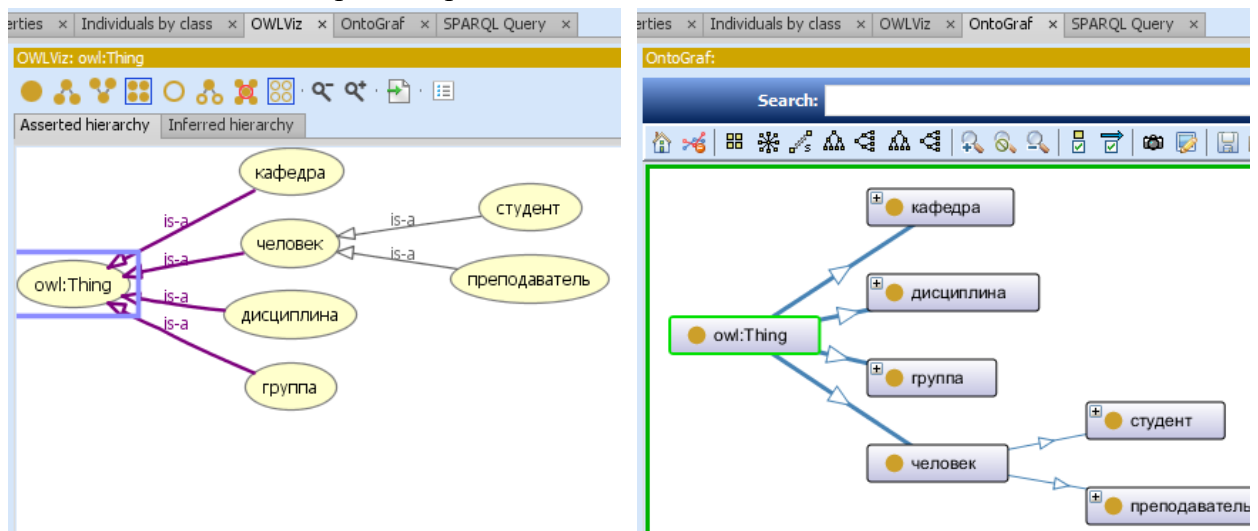 erties × Individuals by class × OWLViz × OntoGraf × SPARQL Query ×
OWLViz: owl:Thing
Asserted hierarchy Inferred hierarchy
кафедра
is-a
студент
is-a
человек
is-a
is-a
owl:Thing
преподаватель
is-a
дисциплина
is-a
группа
erties × Individuals by class × OWLViz × OntoGraf × SPARQL Query ×
OntoGraf:
Search:
кафедра
дисциплина
owl:Thing
группа
студент
человек
преподаватель